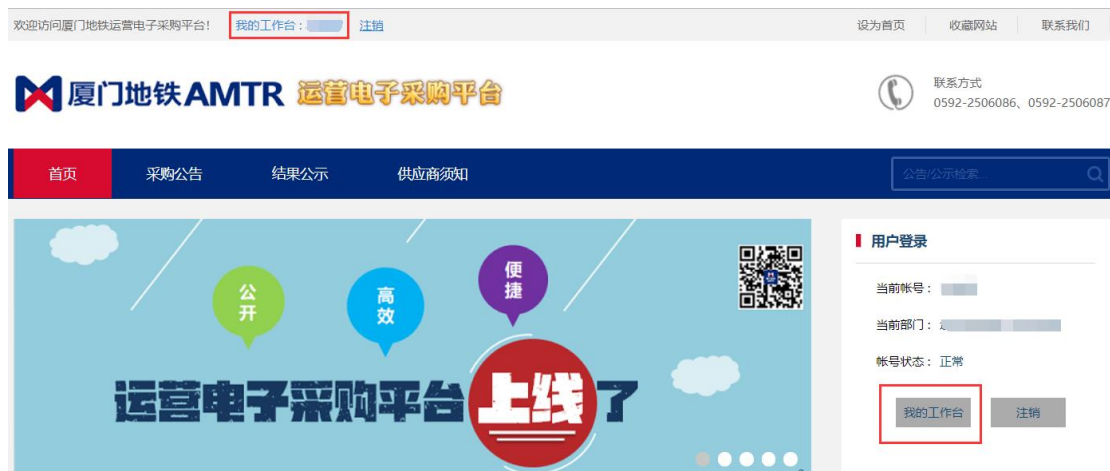 欢迎访问厦门地铁运营电子采购平台! 我的工作台: 注销 设为首页 收藏网站 联系我们
厦门地铁AMTR 运营电子采购平台
联系方式
0592-2506086、0592-2506087
首页 采购公告 结果公示 供应商须知 公告/公示检索...
公开
高效
便捷
运营电子采购平台上线了
用户登录
当前帐号:
当前部门:
帐号状态: 正常
我的工作台 注销